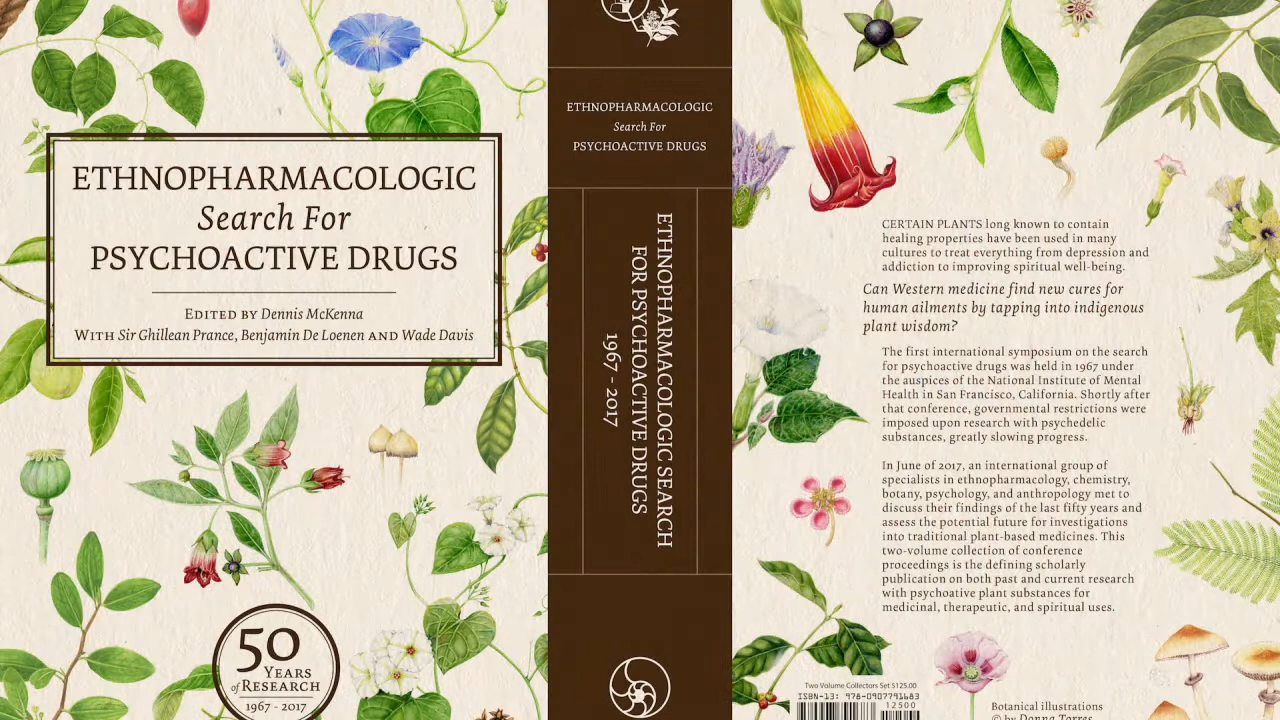 ETHNOPHARMACOLOGIC
Search For
PSYCHOACTIVE DRUGS
EDITED BY Dennis McKenna
WITH Sir Ghillean Prance, Benjamin De Loenen AND Wade Davis
50
YEARS
of RESEARCH
1967 - 2017
ETHNOPHARMACOLOGIC
Search For
PSYCHOACTIVE DRUGS
ETHNOPHARMACOLOGIC SEARCH
FOR PSYCHOACTIVE DRUGS
1967 - 2017
CERTAIN PLANTS long known to contain
healing properties have been used in many
cultures to treat everything from depression and
addiction to improving spiritual well-being.
Can Western medicine find new cures for
human ailments by tapping into indigenous
plant wisdom?
The first international symposium on the search
for psychoactive drugs was held in 1967 under
the auspices of the National Institute of Mental
Health in San Francisco, California. Shortly after
that conference, governmental restrictions were
imposed upon research with psychedelic
substances, greatly slowing progress.
In June of 2017, an international group of
specialists in ethnopharmacology, chemistry,
botany, psychology, and anthropology met to
discuss their findings of the last fifty years and
assess the potential future for investigations
into traditional plant-based medicines. This
two-volume collection of conference
proceedings is the defining scholarly
publication on both past and current research
with psychoative plant substances for
medicinal, therapeutic, and spiritual uses.
Two Volume Collectors Set $125.00
ISBN-13: 978-0907791683
12500
Botanical illustrations
© by Donna Torres